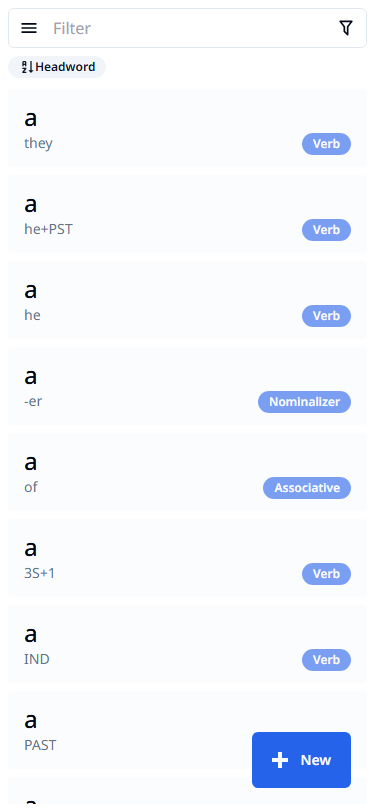 Filter
Headword
a
they
Verb
a
he+PST
Verb
a
he
Verb
a
-er
Nominalizer
a
of
Associative
a
3S+1
Verb
a
IND
Verb
a
PAST
New